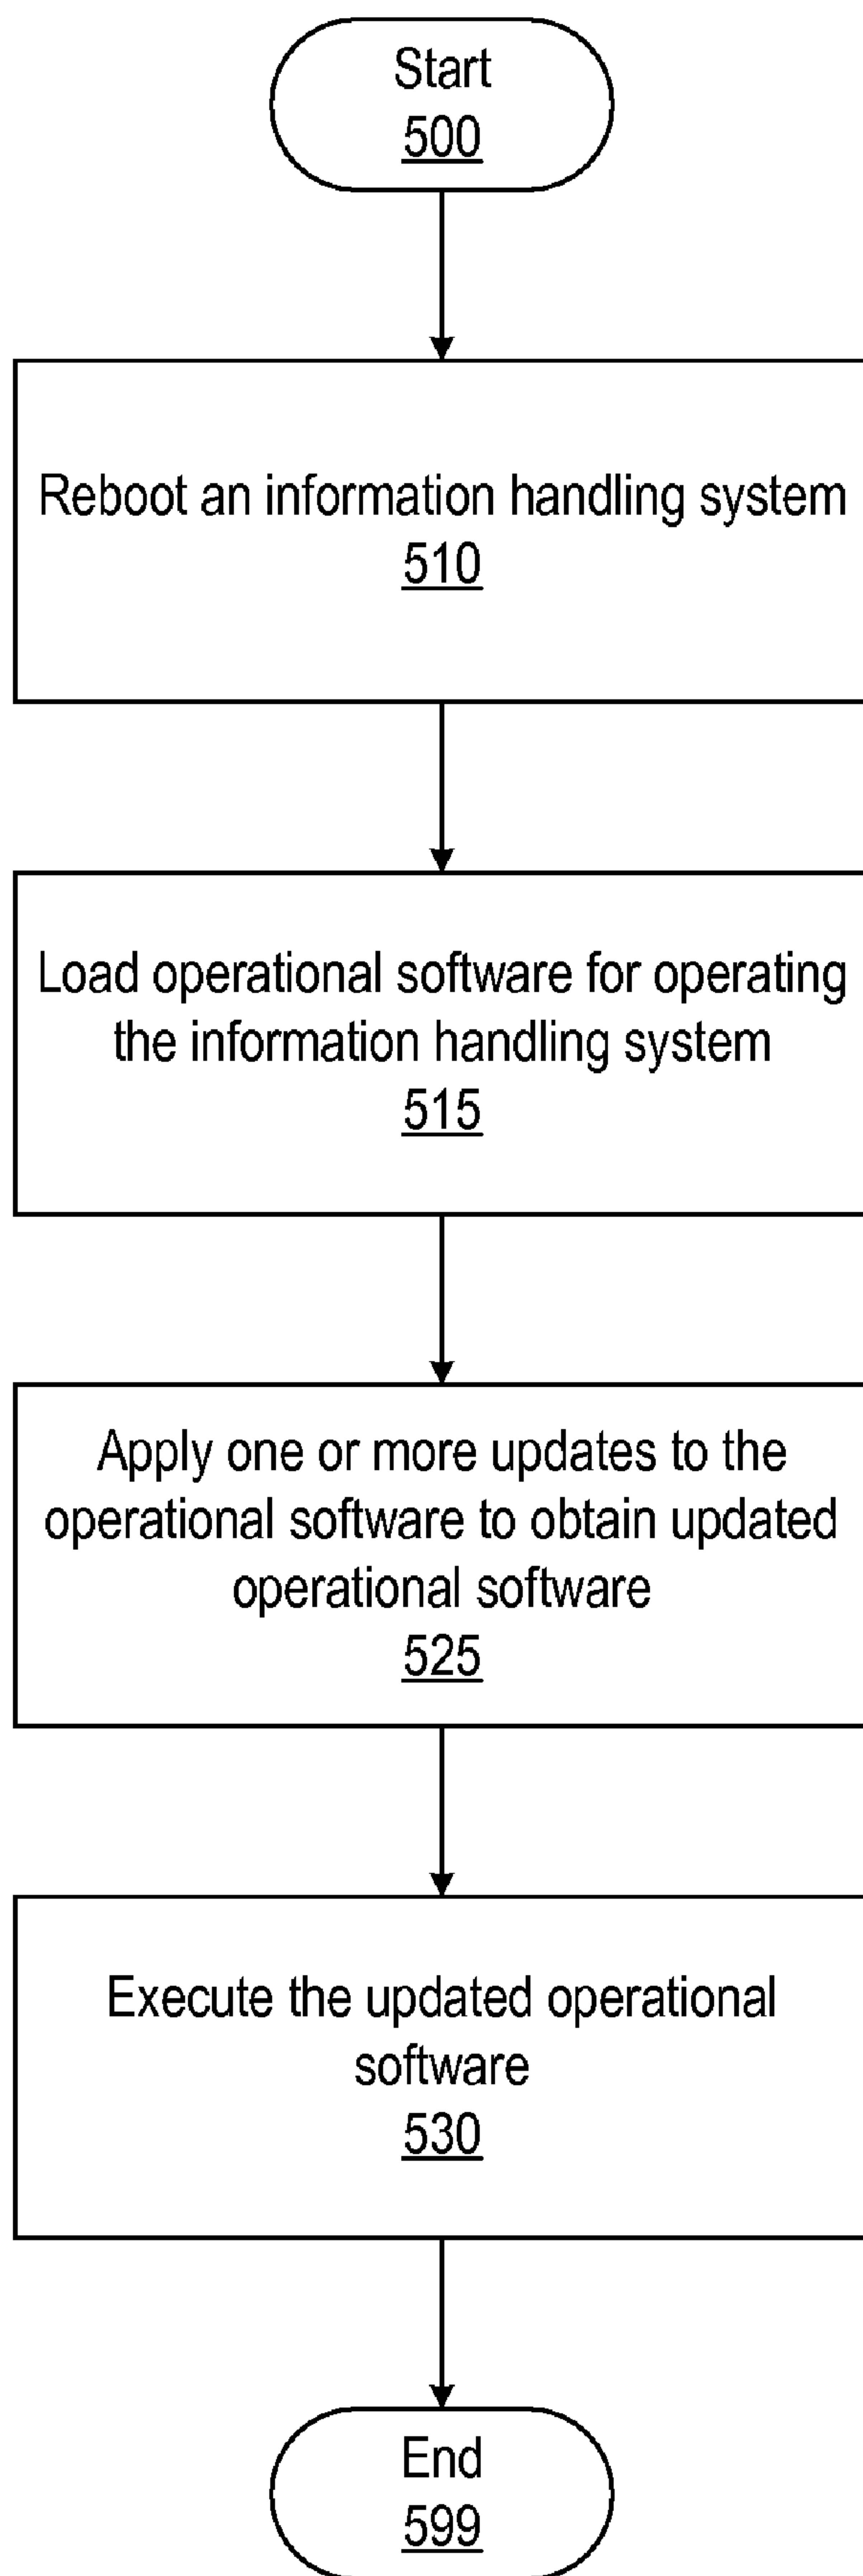 Start
500
Reboot an information handling system
510
Load operational software for operating
the information handling system
515
Apply one or more updates to the
operational software to obtain updated
operational software
525
Execute the updated operational
software
530
End
599